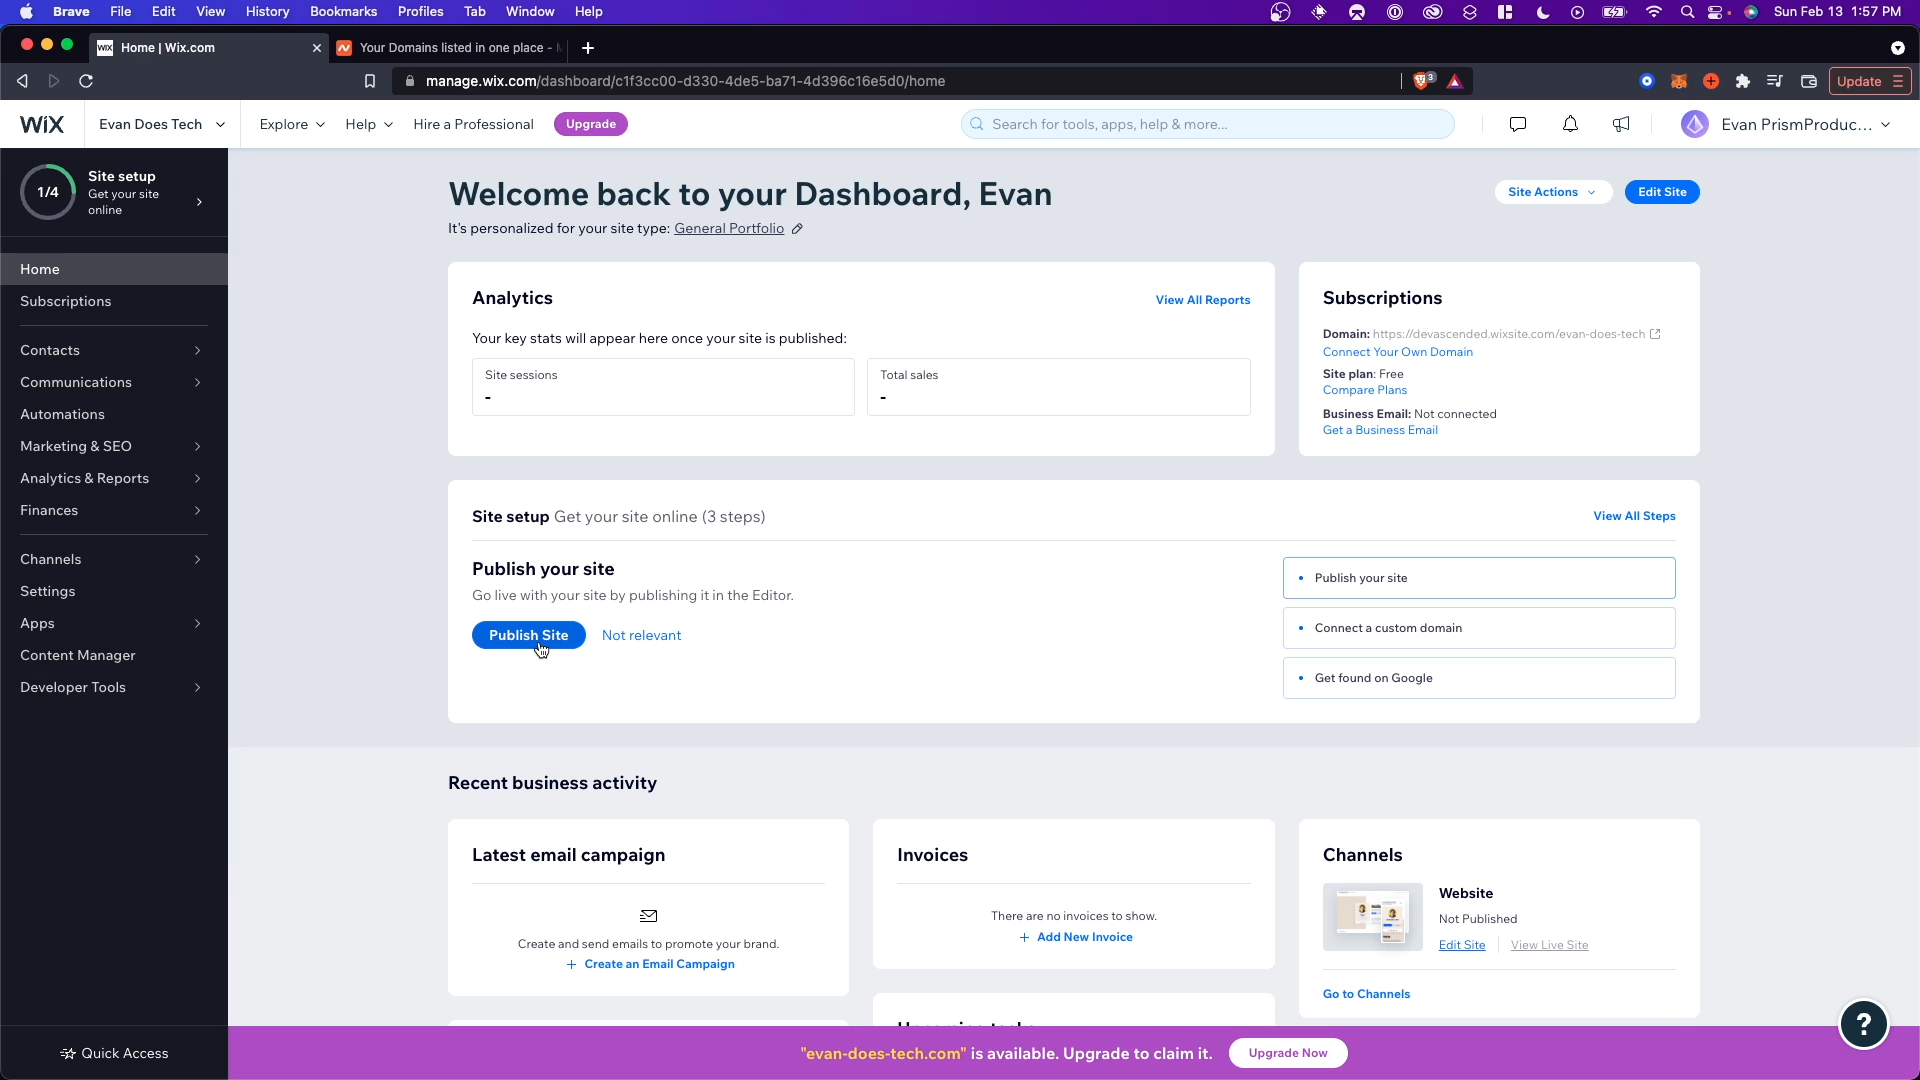 Brave File Edit View History Bookmarks Profiles Tab Window Help Sun Feb 13 1:57 PM
WiX Home | Wix.com Your Domains listed in one place -
manage.wix.com/dashboard/c1f3cc00-d330-4de5-ba71-4d396c16e5d0/home 3 Update
WiX Evan Does Tech Explore Help Hire a Professional Upgrade Search for tools, apps, help & more... Evan PrismProduc...
1/4 Site setup
Get your site
online
Home
Subscriptions
Contacts
Communications
Automations
Marketing & SEO
Analytics & Reports
Finances
Channels
Settings
Apps
Content Manager
Developer Tools
Quick Access
Welcome back to your Dashboard, Evan
It's personalized for your site type: General Portfolio
Site Actions Edit Site
Analytics View All Reports
Your key stats will appear here once your site is published:
Site sessions
-
Total sales
-
Subscriptions
Domain: https://devascended.wixsite.com/evan-does-tech
Connect Your Own Domain
Site plan: Free
Compare Plans
Business Email: Not connected
Get a Business Email
Site setup Get your site online (3 steps) View All Steps
Publish your site
Go live with your site by publishing it in the Editor.
Publish Site Not relevant
Publish your site
Connect a custom domain
Get found on Google
Recent business activity
Latest email campaign
Create and send emails to promote your brand.
+ Create an Email Campaign
Invoices
There are no invoices to show.
+ Add New Invoice
Channels
Website
Not Published
Edit Site View Live Site
Go to Channels
"evan-does-tech.com" is available. Upgrade to claim it. Upgrade Now
?